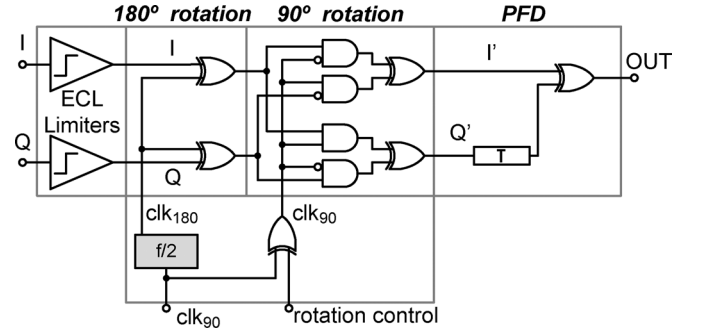 180º rotation 90º rotation PFD
I I I' OUT
ECL
Limiters
Q Q Q' T
clk180 clk90
f/2
clk90 rotation control